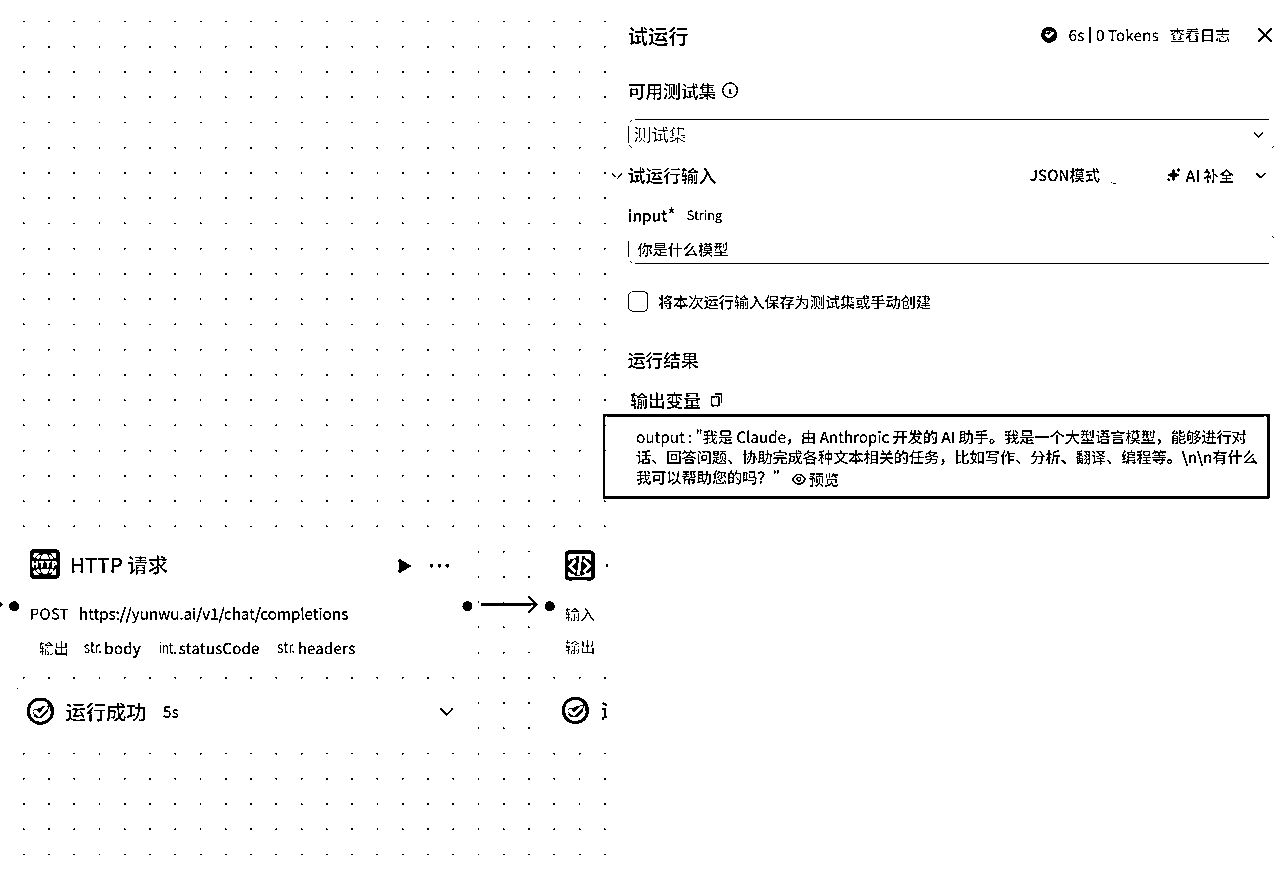 试运行
6s | 0 Tokens 查看日志
可用测试集
测试集
试运行输入
JSON模式
AI 补全
input* String
你是什么模型
将本次运行输入保存为测试集或手动创建
运行结果
输出变量
output : "我是 Claude，由 Anthropic 开发的 AI 助手。我是一个大型语言模型，能够进行对
话、回答问题、协助完成各种文本相关的任务，比如写作、分析、翻译、编程等。\n\n有什么
我可以帮助您的吗？" 预览
HTTP 请求
POST https://yunwu.ai/v1/chat/completions
输出 str. body int. statusCode str. headers
运行成功 5s
输入
输出